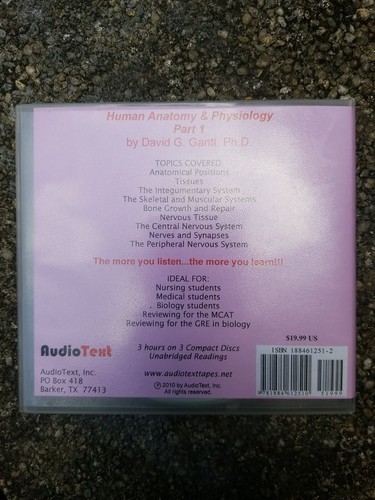 Human Anatomy & Physiology
Part 1
by David G. Gantt, Ph.D.
TOPICS COVERED
Anatomical Positions
Tissues
The Integumentary System
The Skeletal and Muscular Systems
Bone Growth and Repair
Nervous Tissue
The Central Nervous System
Nerves and Synapses
The Peripheral Nervous System
The more you listen...the more you learn!!!
IDEAL FOR:
Nursing students
Medical students
Biology students
Reviewing for the MCAT
Reviewing for the GRE in biology
AudioText
AudioText, Inc.
PO Box 418
Barker, TX 77413
3 hours on 3 Compact Discs
Unabridged Readings
www.audiotexttapes.net
℗ 2010 by AudioText, Inc.
All rights reserved.
$19.99 US
ISBN 188461251-2
9 781884 612510
51999